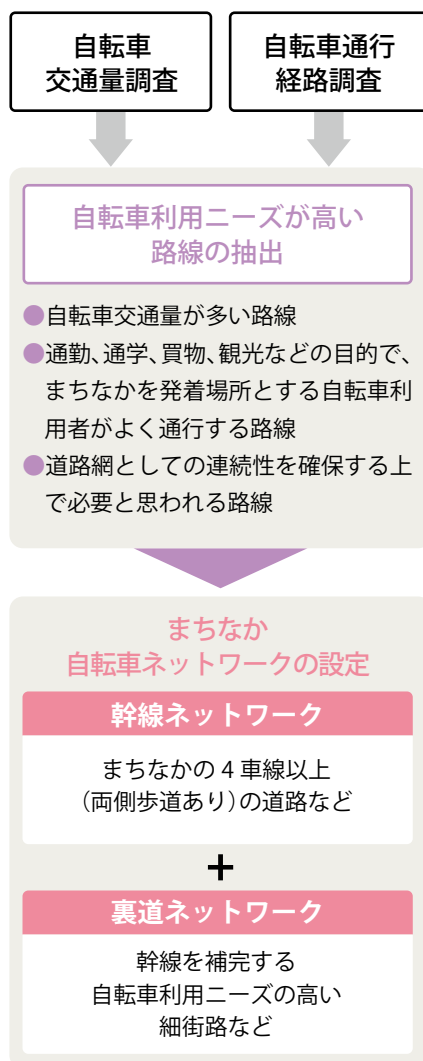 自転車
交通量調査
自転車通行
経路調査
自転車利用ニーズが高い
路線の抽出
●自転車交通量が多い路線
●通勤、通学、買物、観光などの目的で、
まちなかを発着場所とする自転車利
用者がよく通行する路線
●道路網としての連続性を確保する上
で必要と思われる路線
まちなか
自転車ネットワークの設定
幹線ネットワーク
まちなかの4車線以上
（両側歩道あり）の道路など
+
裏道ネットワーク
幹線を補完する
自転車利用ニーズの高い
細街路など